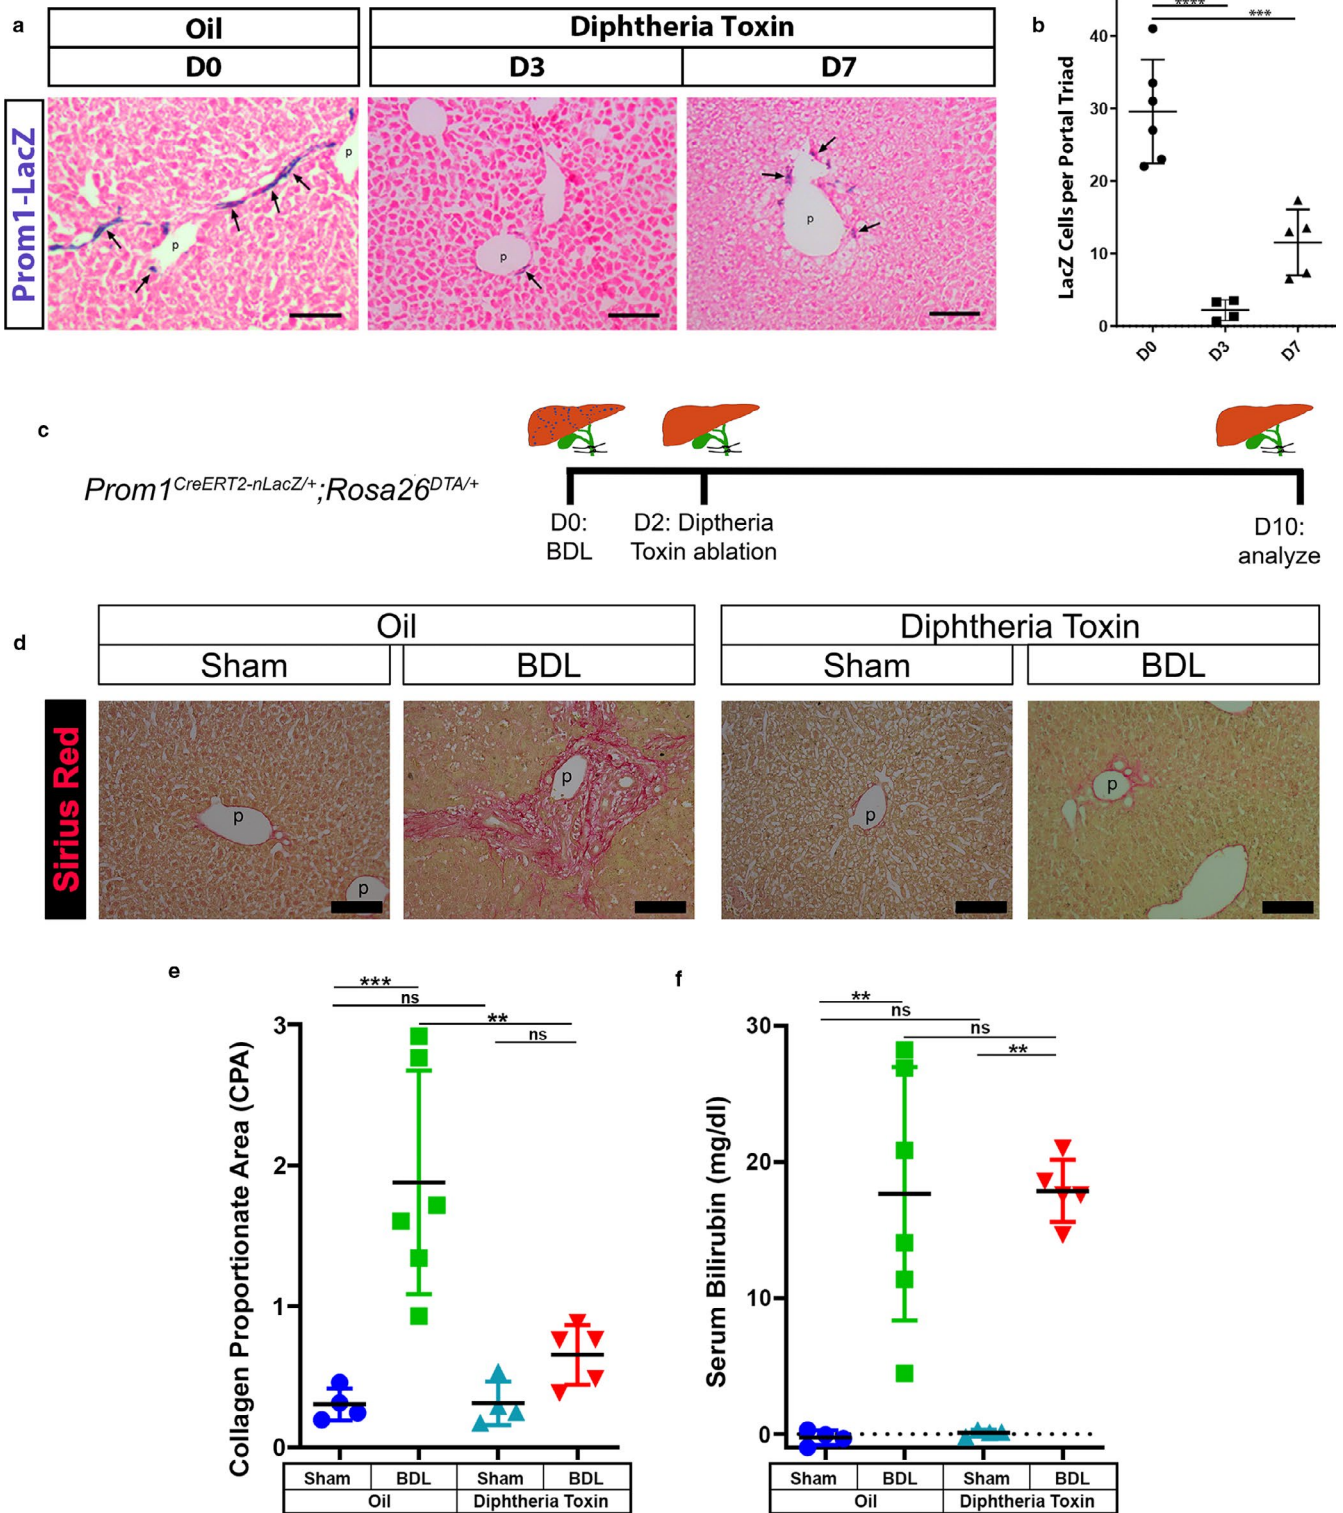 a
Oil
Diphtheria Toxin
D0
D3
D7
Prom1-LacZ
p
p
p
p
b
****
***
LacZ Cells per Portal Triad
40
30
20
10
0
D0
D3
D7
c
Prom1CreERT2-nLacZ/+;Rosa26DTA/+
D0:
BDL
D2: Diptheria
Toxin ablation
D10:
analyze
d
Oil
Diphtheria Toxin
Sham
BDL
Sham
BDL
Sirius Red
p
p
p
p
p
e
***
ns
**
ns
Collagen Proportionate Area (CPA)
3
2
1
0
Sham
BDL
Sham
BDL
Oil
Diphtheria Toxin
f
**
ns
ns
**
Serum Bilirubin (mg/dl)
30
20
10
0
Sham
BDL
Sham
BDL
Oil
Diphtheria Toxin